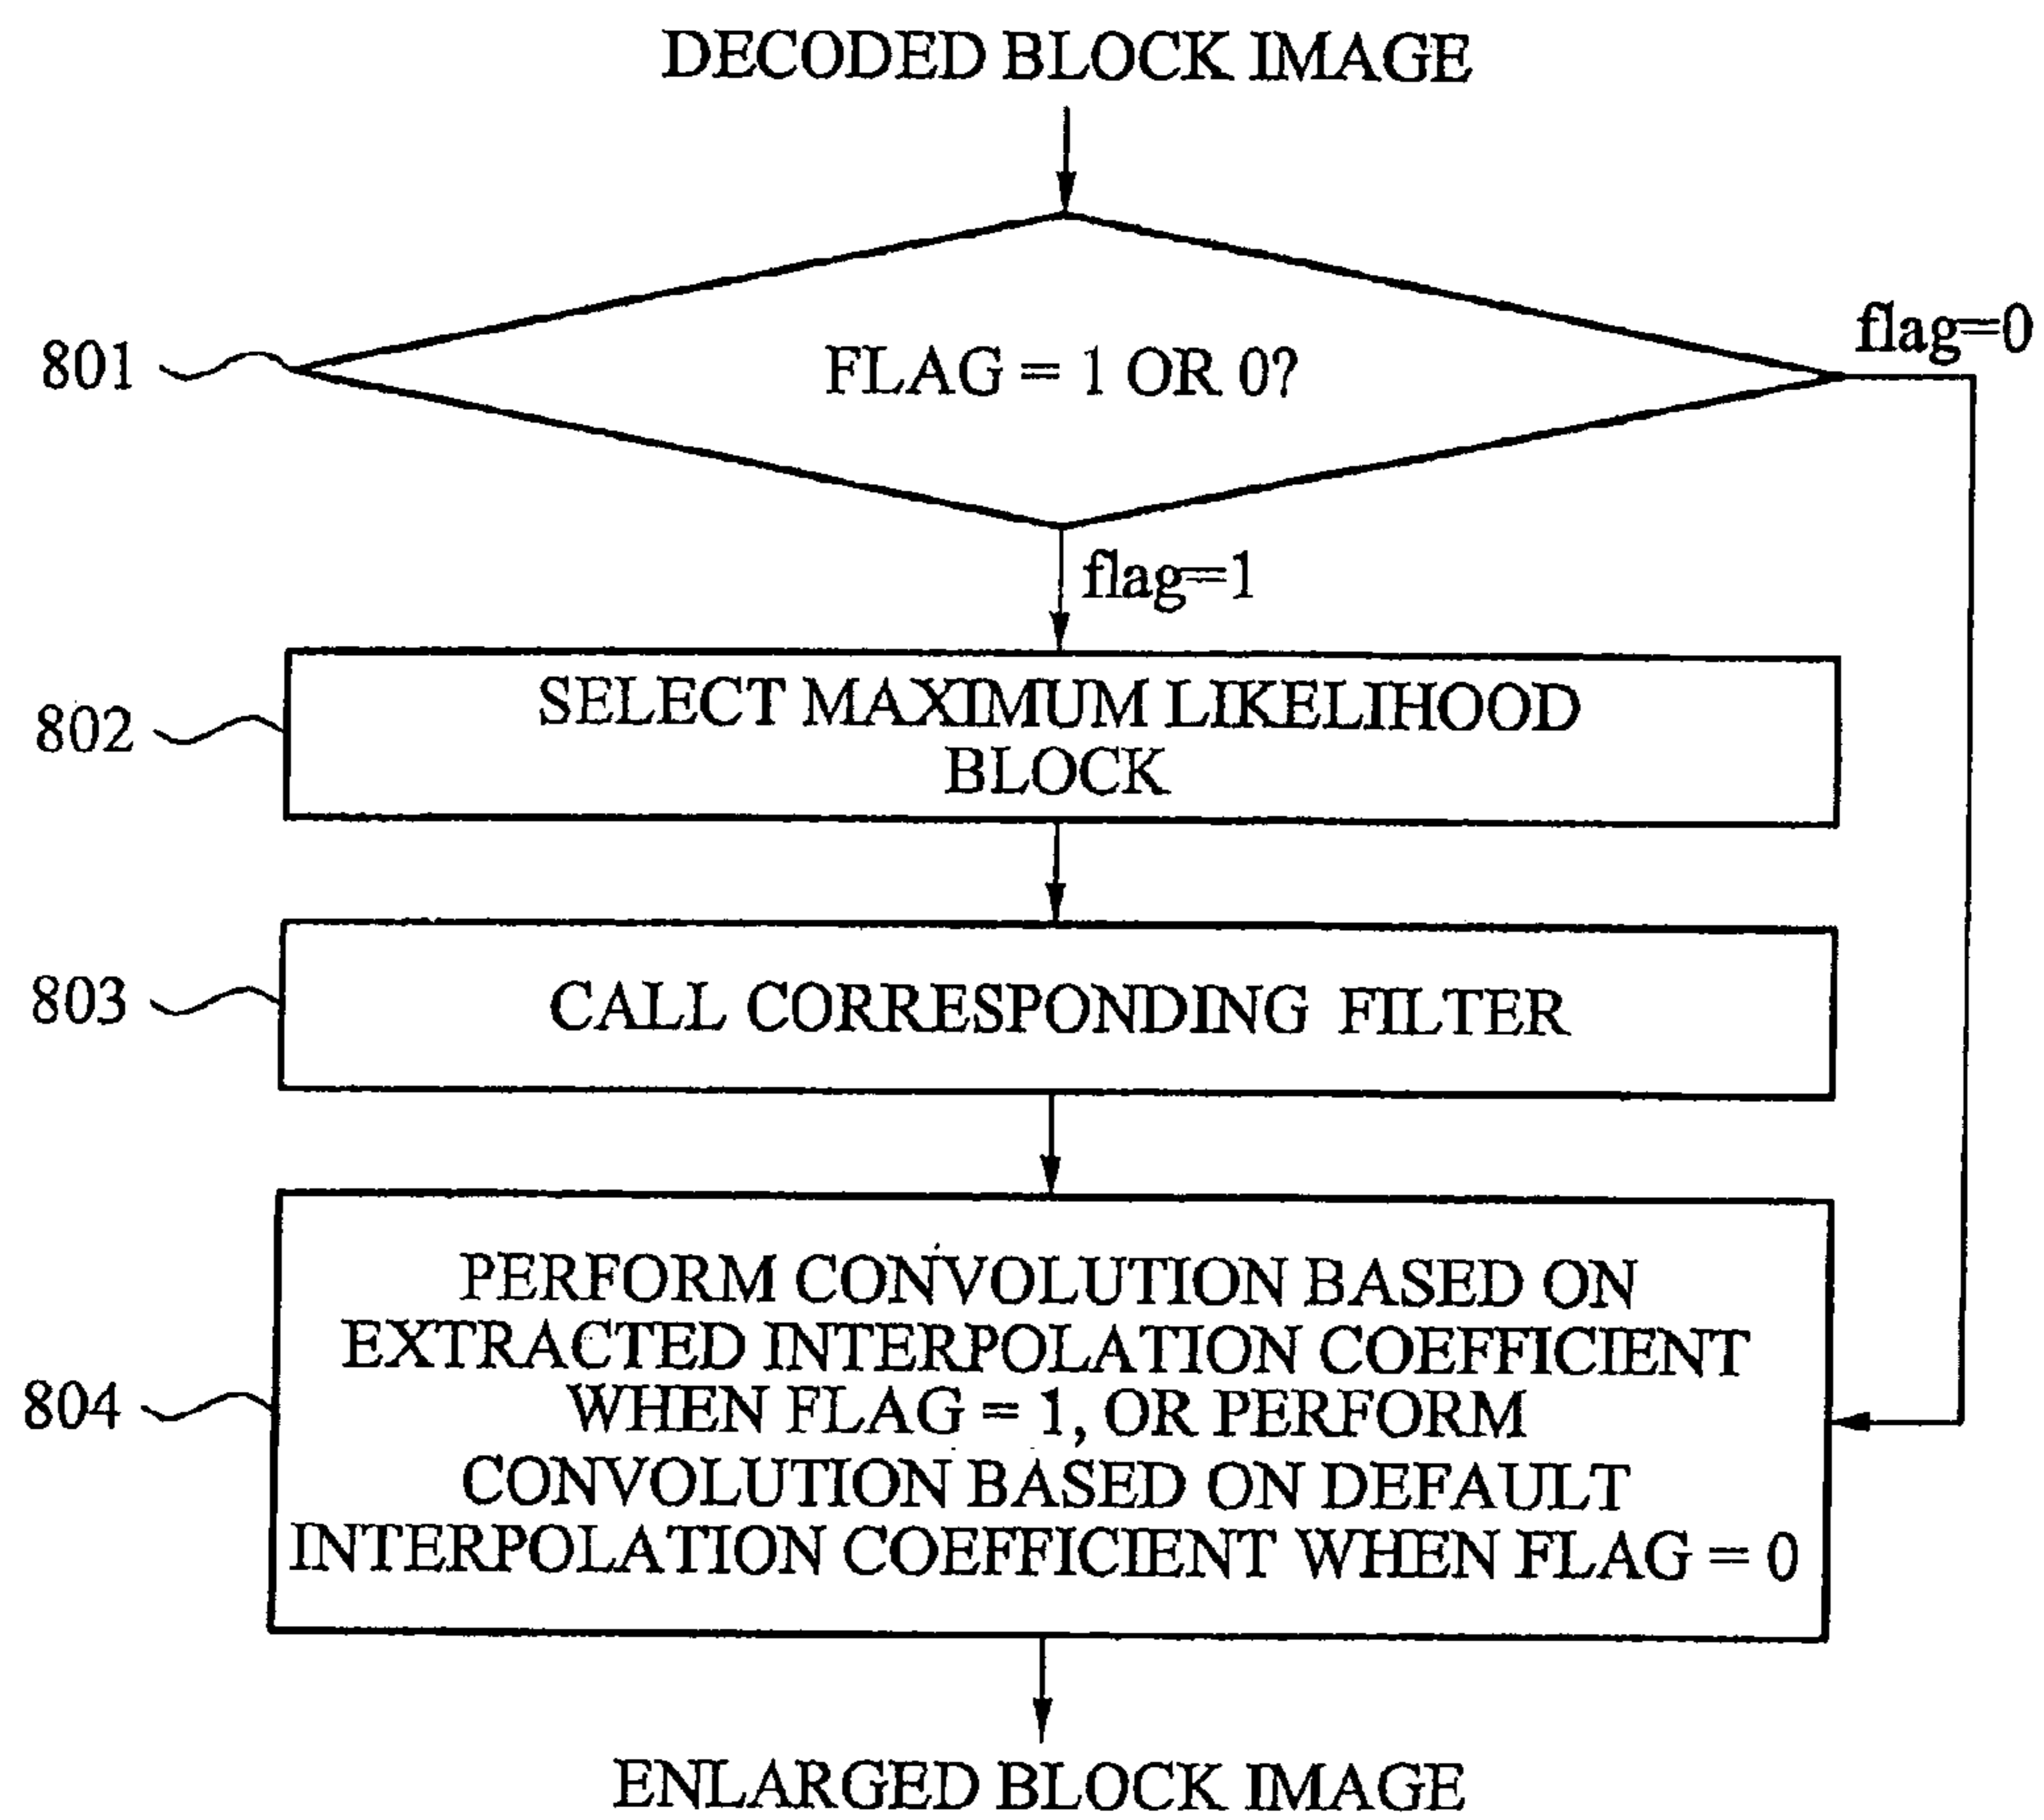 DECODED BLOCK IMAGE
flag=0
801
FLAG = 1 OR 0?
flag=1
802
SELECT MAXIMUM LIKELIHOOD
BLOCK
803
CALL CORRESPONDING FILTER
804
PERFORM CONVOLUTION BASED ON
EXTRACTED INTERPOLATION COEFFICIENT
WHEN FLAG = 1, OR PERFORM
CONVOLUTION BASED ON DEFAULT
INTERPOLATION COEFFICIENT WHEN FLAG = 0
ENLARGED BLOCK IMAGE